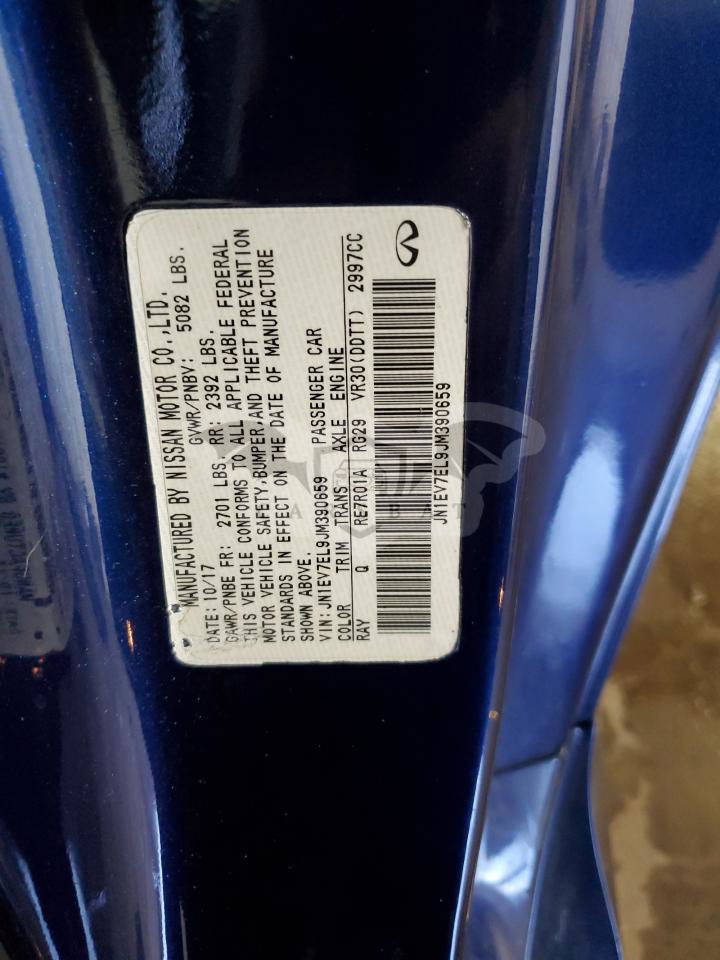 MANUFACTURED BY NISSAN MOTOR CO.,LTD.
DATE: 10/17 GVWR/PNBV: 5082 LBS.
GAWR/PNBE FR: 2701 LBS. RR: 2392 LBS.
THIS VEHICLE CONFORMS TO ALL APPLICABLE FEDERAL
MOTOR VEHICLE SAFETY,BUMPER,AND THEFT PREVENTION
STANDARDS IN EFFECT ON THE DATE OF MANUFACTURE
SHOWN ABOVE.
VIN: JN1EV7EL9JM390659 PASSENGER CAR
COLOR TRIM TRANS AXLE ENGINE
RAY Q RE7R01A RG29 VR30(DDTT) 2997CC
JN1EV7EL9JM390659